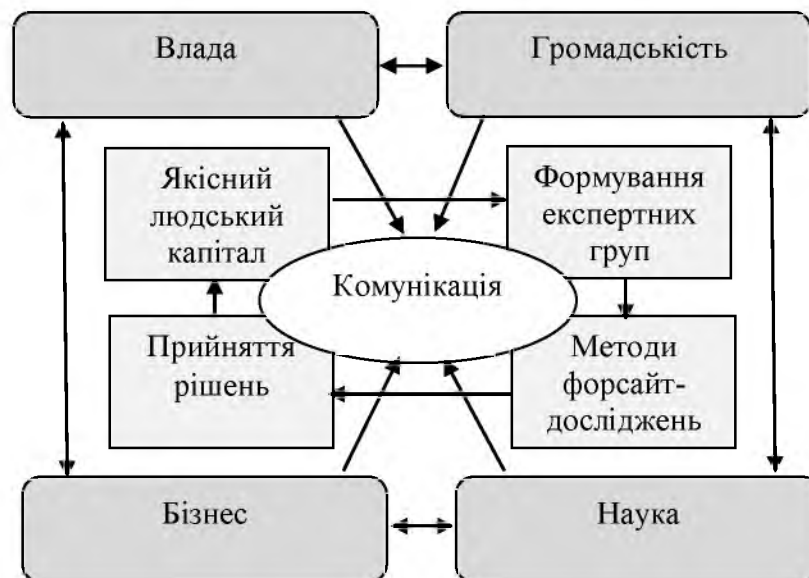 Влада
Громадськість
Якісний
людський
капітал
Формування
експертних
груп
Комунікація
Прийняття
рішень
Методи
форсайт-
досліджень
Бізнес
Наука